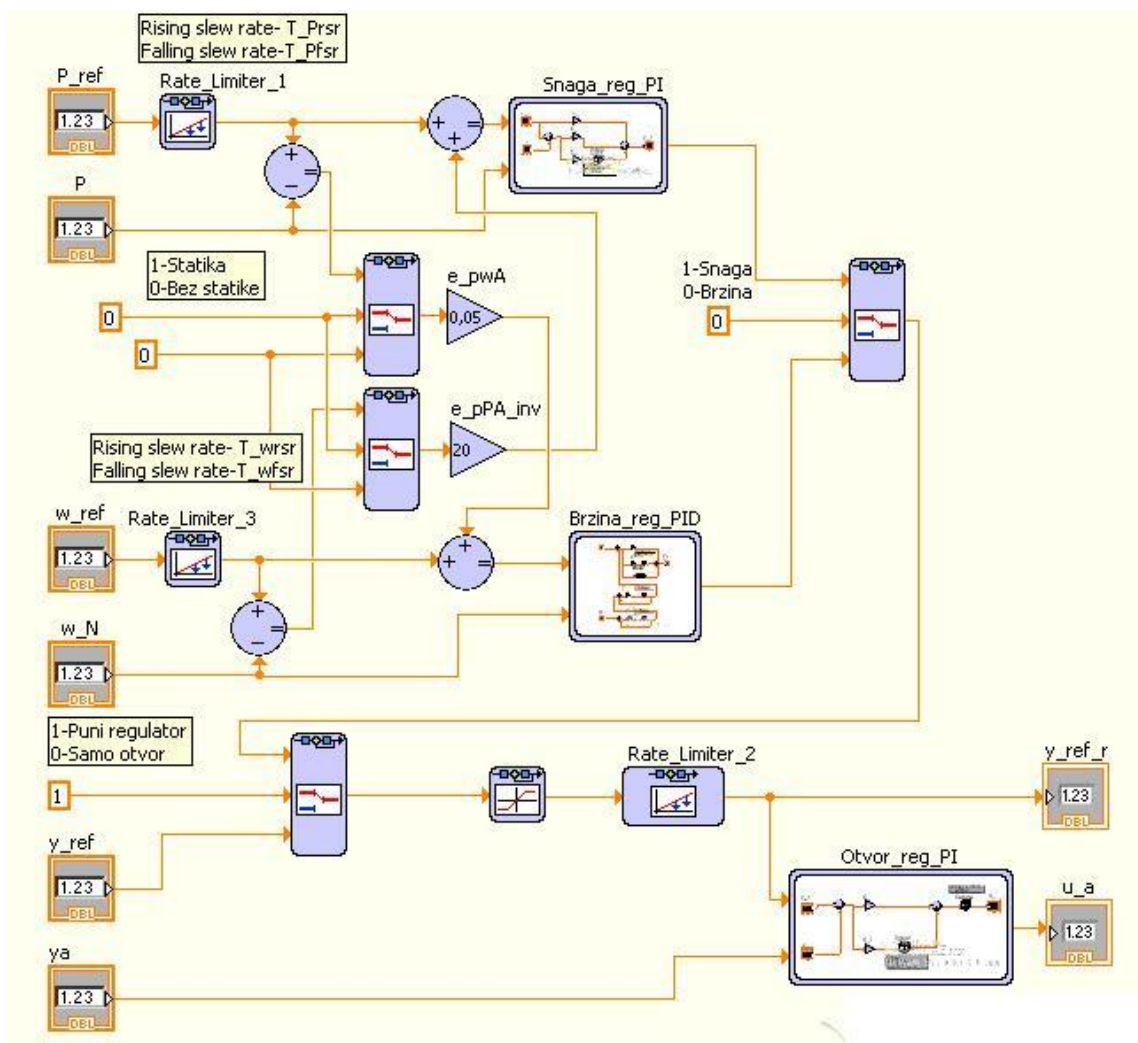 Rising slew rate- T_Prsr
Falling slew rate-T_Pfsr
P_ref
Rate_Limiter_1
Snaga_reg_PI
1.23
DBL
P
1.23
DBL
1-Statika
0-Bez statike
e_pwA
1-Snaga
0-Brzina
0
0,05
0
0
e_pPA_inv
20
Rising slew rate- T_wrsr
Falling slew rate-T_wfsr
w_ref
Rate_Limiter_3
Brzina_reg_PID
1.23
DBL
w_N
1.23
DBL
1-Puni regulator
0-Samo otvor
Rate_Limiter_2
y_ref_r
1
1.23
DBL
y_ref
1.23
DBL
Otvor_reg_PI
u_a
1.23
DBL
ya
1.23
DBL